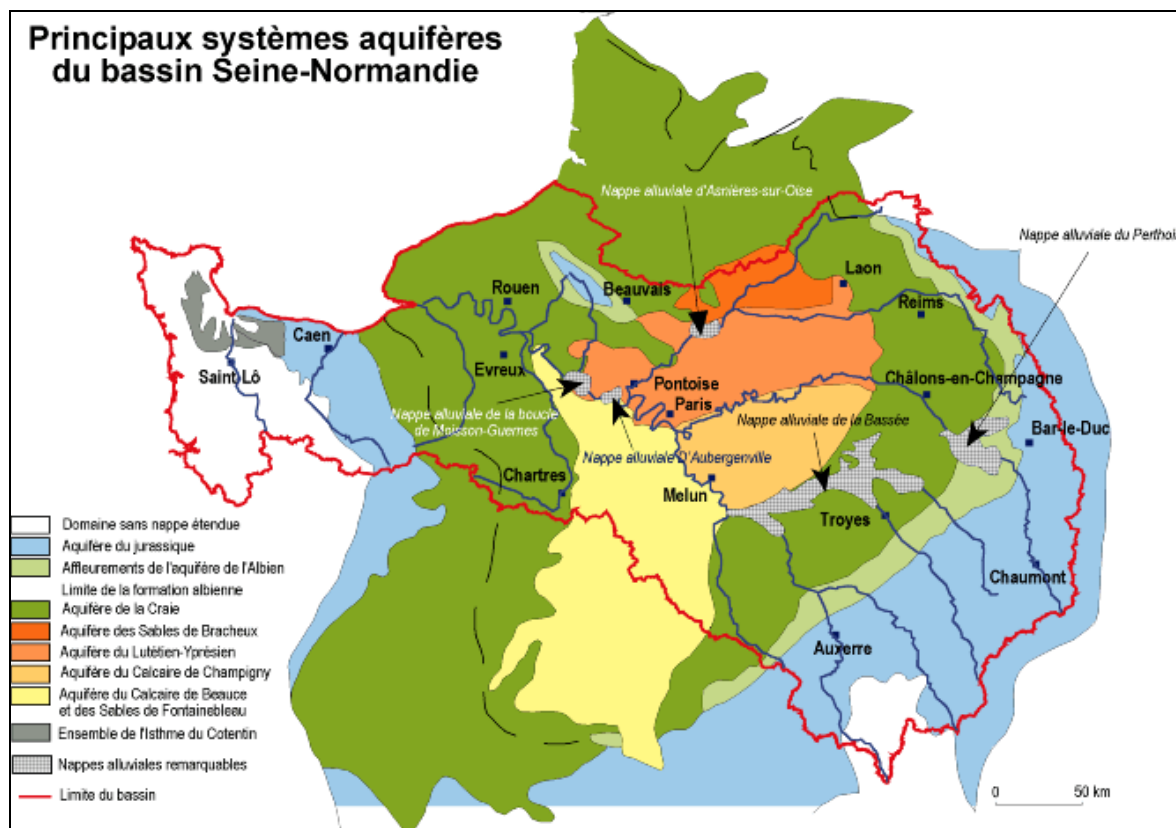 Principaux systèmes aquifères
du bassin Seine-Normandie
Nappe alluviale d'Asnières-sur-Oise
Nappe alluviale du Perthois
Laon
Rouen
Beauvais
Reims
Caen
Saint Lô
Evreux
Pontoise
Châlons-en-Champagne
Paris
Nappe alluviale de la boucle
de Moisson-Guernes
Nappe alluviale de la Bassée
Bar-le-Duc
Nappe alluviale D'Aubergenville
Chartres
Melun
Troyes
Chaumont
Auxerre
Domaine sans nappe étendue
Aquifère du jurassique
Affleurements de l'aquifère de l'Albien
Limite de la formation albienne
Aquifère de la Craie
Aquifère des Sables de Bracheux
Aquifère du Lutétien-Yprésien
Aquifère du Calcaire de Champigny
Aquifère du Calcaire de Beauce
et des Sables de Fontainebleau
Ensemble de l'Isthme du Cotentin
Nappes alluviales remarquables
Limite du bassin
0 50 km